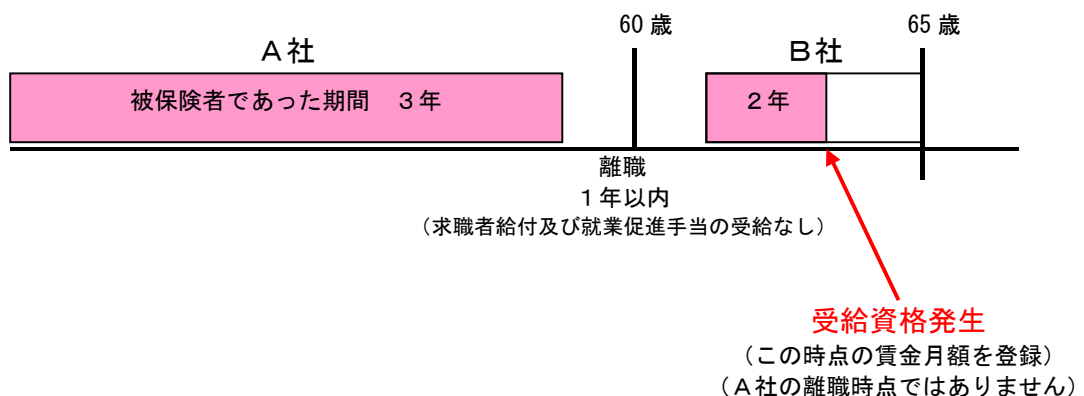 60 歳
65 歳
A社
B社
被保険者であった期間　３年
２年
離職
１年以内
（求職者給付及び就業促進手当の受給なし）
受給資格発生
（この時点の賃金月額を登録）
（A社の離職時点ではありません）